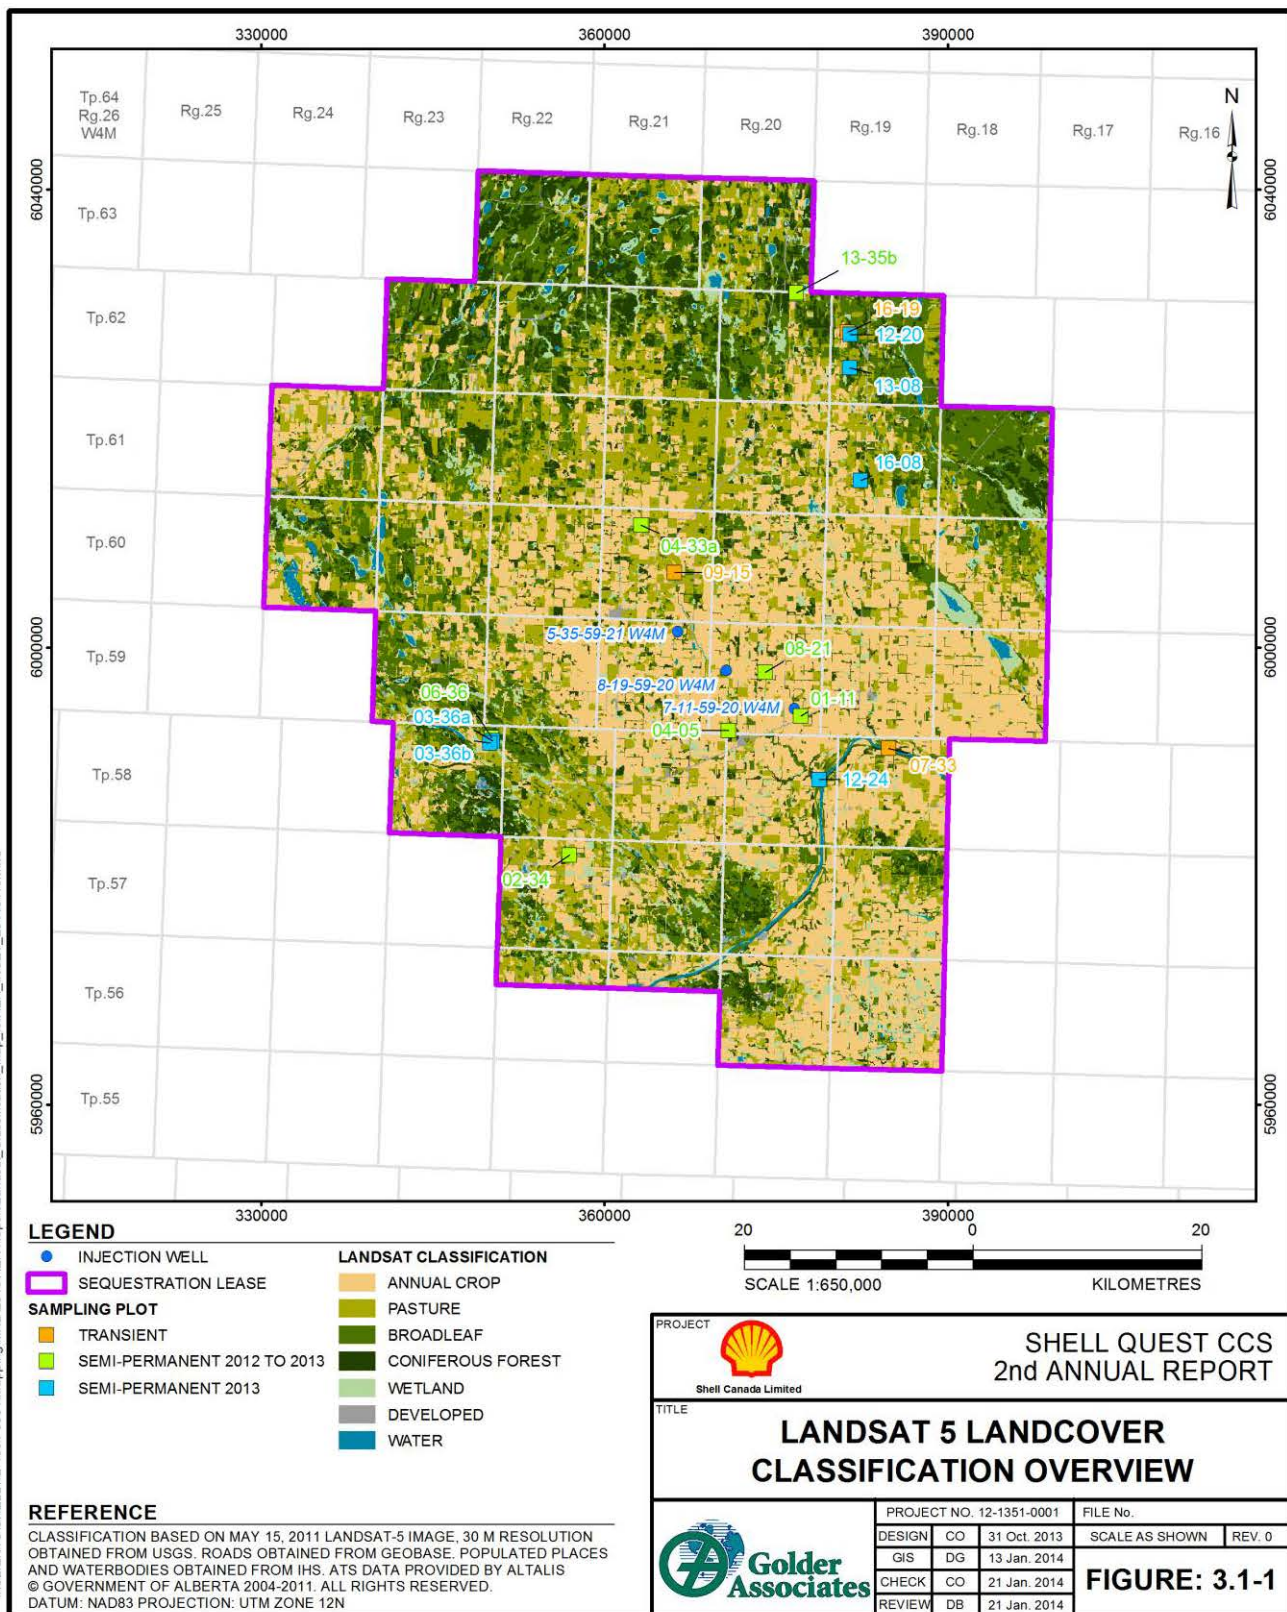 330000
360000
390000
Tp.64
Rg.26
W4M
Rg.25
Rg.24
Rg.23
Rg.22
Rg.21
Rg.20
Rg.19
Rg.18
Rg.17
Rg.16
N
6040000
6040000
Tp.63
13-35b
Tp.62
16-19
12-20
13-08
Tp.61
16-08
Tp.60
04-33a
09-15
6000000
6000000
Tp.59
5-35-59-21 W4M
08-21
8-19-59-20 W4M
06-36
7-11-59-20 W4M
01-11
03-36a
04-05
03-36b
07-33
Tp.58
12-24
Tp.57
02-34
Tp.56
Tp.55
5960000
5960000
330000
360000
390000
LEGEND
INJECTION WELL
SEQUESTRATION LEASE
SAMPLING PLOT
TRANSIENT
SEMI-PERMANENT 2012 TO 2013
SEMI-PERMANENT 2013
LANDSAT CLASSIFICATION
ANNUAL CROP
PASTURE
BROADLEAF
CONIFEROUS FOREST
WETLAND
DEVELOPED
WATER
20 0 20
SCALE 1:650,000 KILOMETRES
PROJECT
Shell Canada Limited
SHELL QUEST CCS
2nd ANNUAL REPORT
TITLE
LANDSAT 5 LANDCOVER
CLASSIFICATION OVERVIEW
REFERENCE
CLASSIFICATION BASED ON MAY 15, 2011 LANDSAT-5 IMAGE, 30 M RESOLUTION
OBTAINED FROM USGS. ROADS OBTAINED FROM GEOBASE. POPULATED PLACES
AND WATERBODIES OBTAINED FROM IHS. ATS DATA PROVIDED BY ALTALIS
© GOVERNMENT OF ALBERTA 2004-2011. ALL RIGHTS RESERVED.
DATUM: NAD83 PROJECTION: UTM ZONE 12N
Golder
Associates
PROJECT NO. 12-1351-0001 FILE No.
DESIGN CO 31 Oct. 2013 SCALE AS SHOWN REV. 0
GIS DG 13 Jan. 2014
CHECK CO 21 Jan. 2014
REVIEW DB 21 Jan. 2014
FIGURE: 3.1-1